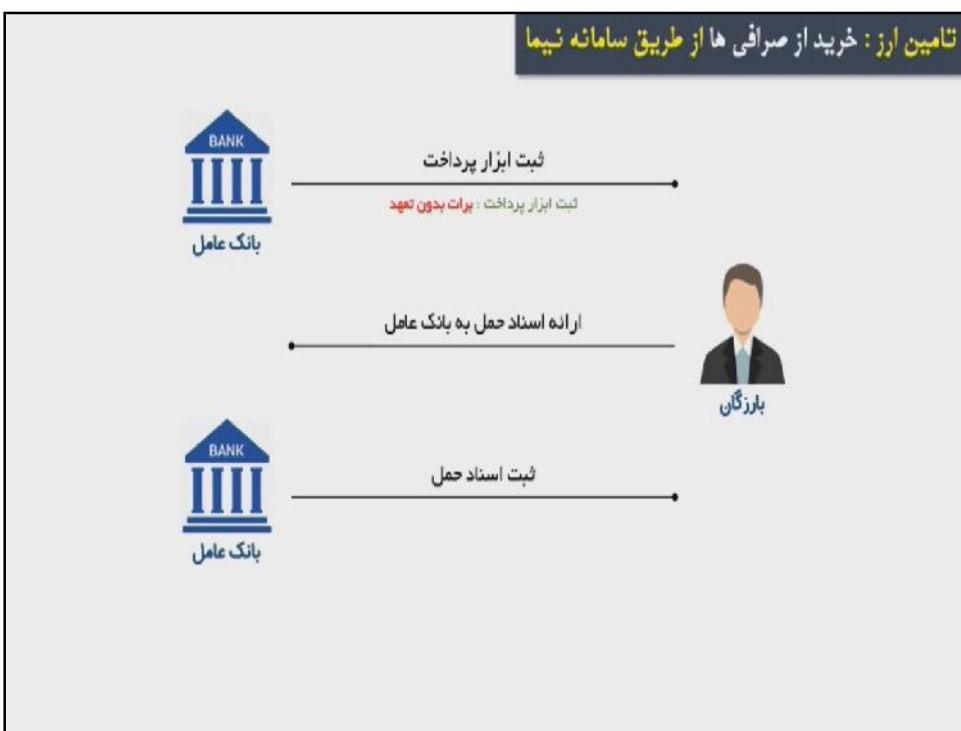 تامین ارز : خرید از صرافی ها از طریق سامانه نیما
BANK
بانک عامل
ثبت ابزار پرداخت
ثبت ابزار پرداخت : برات بدون تعهد
ارائه اسناد حمل به بانک عامل
بازرگان
BANK
بانک عامل
ثبت اسناد حمل